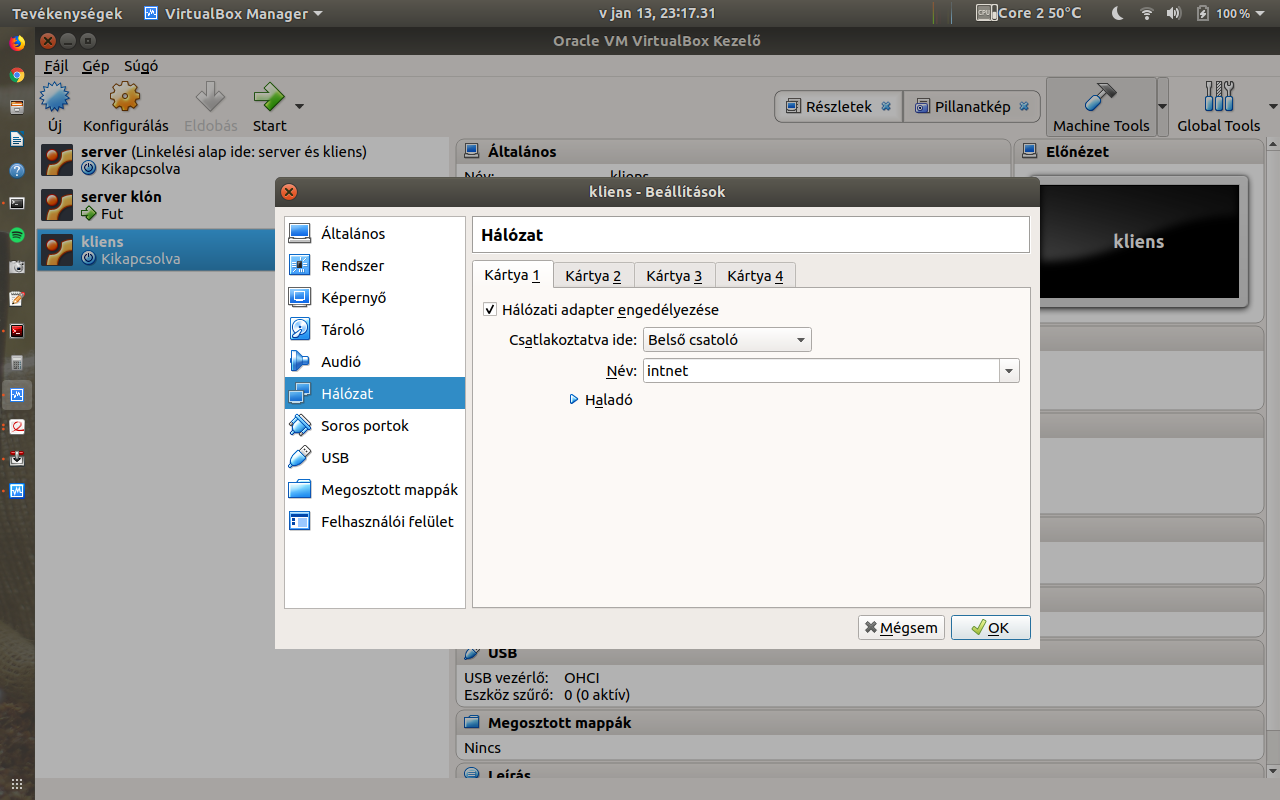 Tevékenységek VirtualBox Manager v jan 13, 23:17.31 CPU Core 2 50°C 100 %
Oracle VM VirtualBox Kezelő
Fájl Gép Súgó
Új Konfigurálás Eldobás Start Részletek Pillanatkép Machine Tools Global Tools
server (Linkelési alap ide: server és kliens)
Kikapcsolva
server klón
Fut
kliens
Kikapcsolva
Általános
Név: kliens
Előnézet
kliens
kliens - Beállítások
Általános
Rendszer
Képernyő
Tároló
Audió
Hálózat
Soros portok
USB
Megosztott mappák
Felhasználói felület
Hálózat
Kártya 1 Kártya 2 Kártya 3 Kártya 4
Hálózati adapter engedélyezése
Csatlakoztatva ide: Belső csatoló
Név: intnet
Haladó
Mégsem OK
USB
USB vezérlő: OHCI
Eszköz szűrő: 0 (0 aktív)
Megosztott mappák
Nincs
Leírás